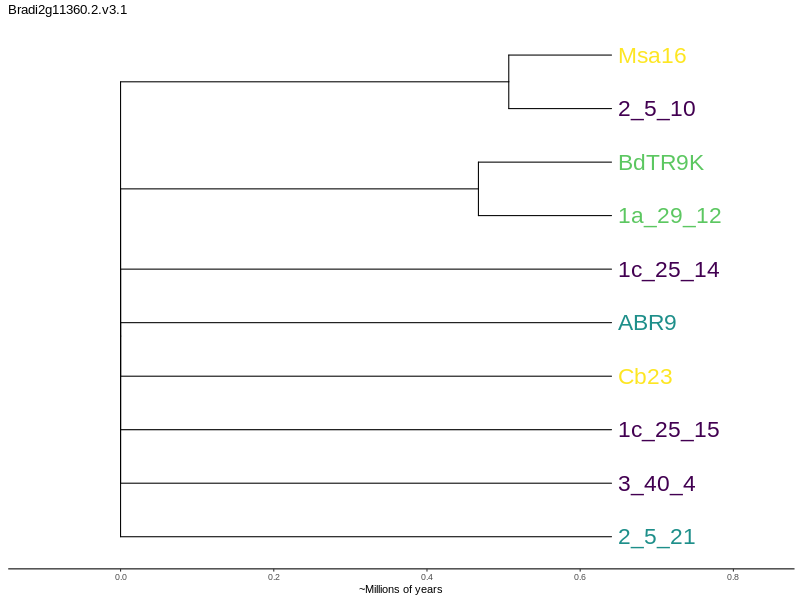 Bradi2g11360.2.v3.1
Msa16
2_5_10
BdTR9K
1a_29_12
1c_25_14
ABR9
Cb23
1c_25_15
3_40_4
2_5_21
0.0 0.2 0.4 0.6 0.8
~Millions of years